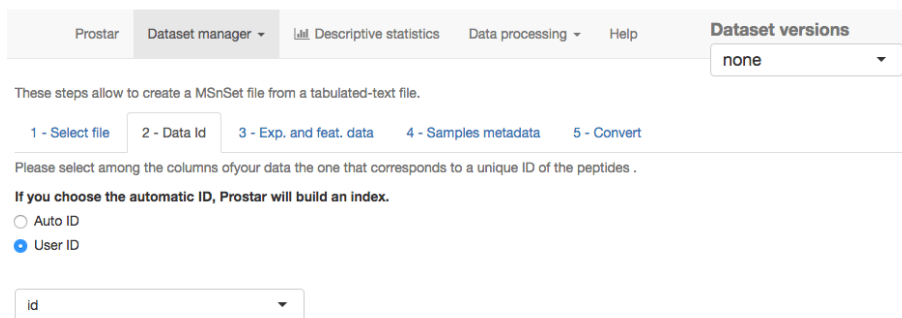 Prostar Dataset manager Descriptive statistics Data processing Help Dataset versions
none
These steps allow to create a MSnSet file from a tabulated-text file.
1 - Select file 2 - Data Id 3 - Exp. and feat. data 4 - Samples metadata 5 - Convert
Please select among the columns ofyour data the one that corresponds to a unique ID of the peptides .
If you choose the automatic ID, Prostar will build an index.
Auto ID
User ID
id